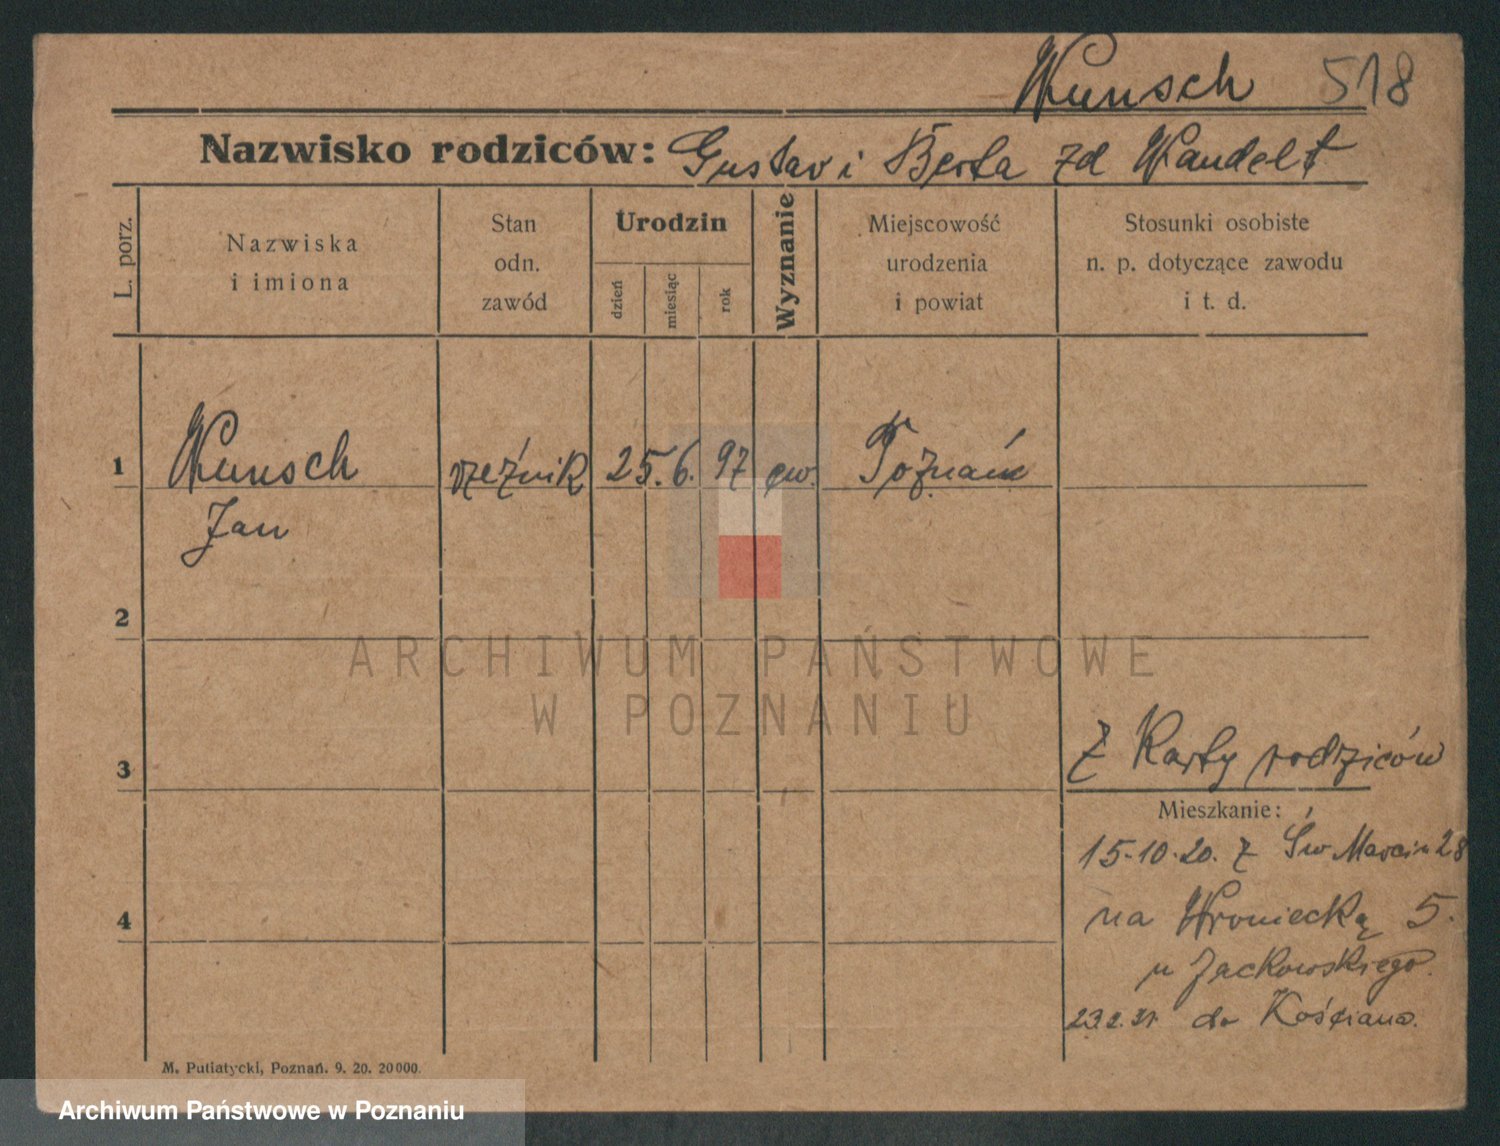 Wunsch 518
Nazwisko rodziców: Gustav i Berta zd Wandelt
L. porz.
Nazwiska
i imiona
Stan
odn.
zawód
Urodzin
dzień
miesiąc
rok
Wyznanie
Miejscowość
urodzenia
i powiat
Stosunki osobiste
n. p. dotyczące zawodu
i t. d.
1 Wunsch rzeźnik 25. 6. 97 ew. Poznań
Jan
2
ARCHIWUM PAŃSTWOWE
W POZNANIU
3
Z Karty rodziców
Mieszkanie:
15.10.20. z Św Marcin 28
4
na Wroniecką 5.
u Jackowskiego.
23.2.21 do Kościana.
M. Putiatycki, Poznań. 9. 20. 20000.
Archiwum Państwowe w Poznaniu